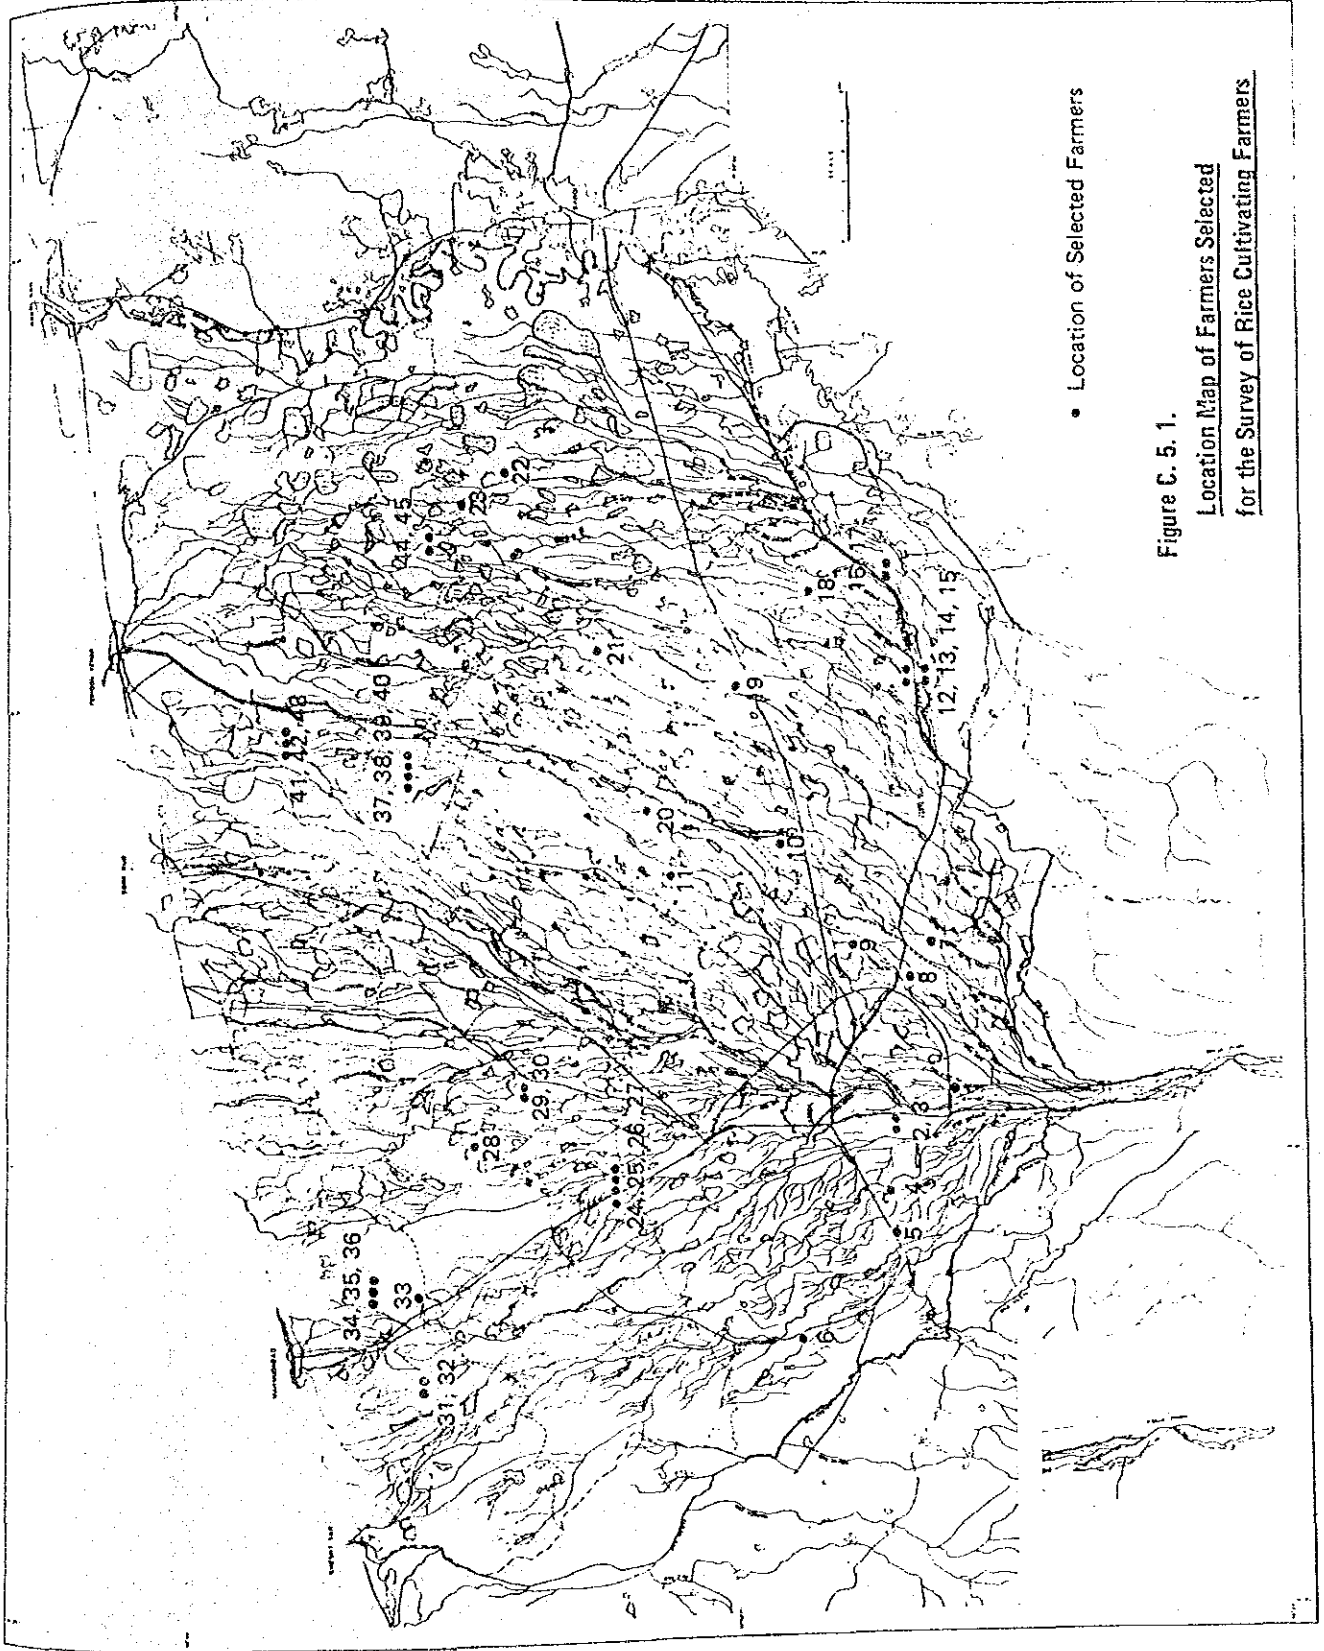 34, 35, 36
33
31, 32
41, 42, 43
37, 38, 39, 40
44, 45
23
22
28
29, 30
24, 25, 26, 27
21
20
11
19
10
18
16, 17
12, 13, 14, 15
9
8
7
6
5
4
2, 3
1
SCALE
• Location of Selected Farmers
Figure C. 5. 1.
Location Map of Farmers Selected
for the Survey of Rice Cultivating Farmers